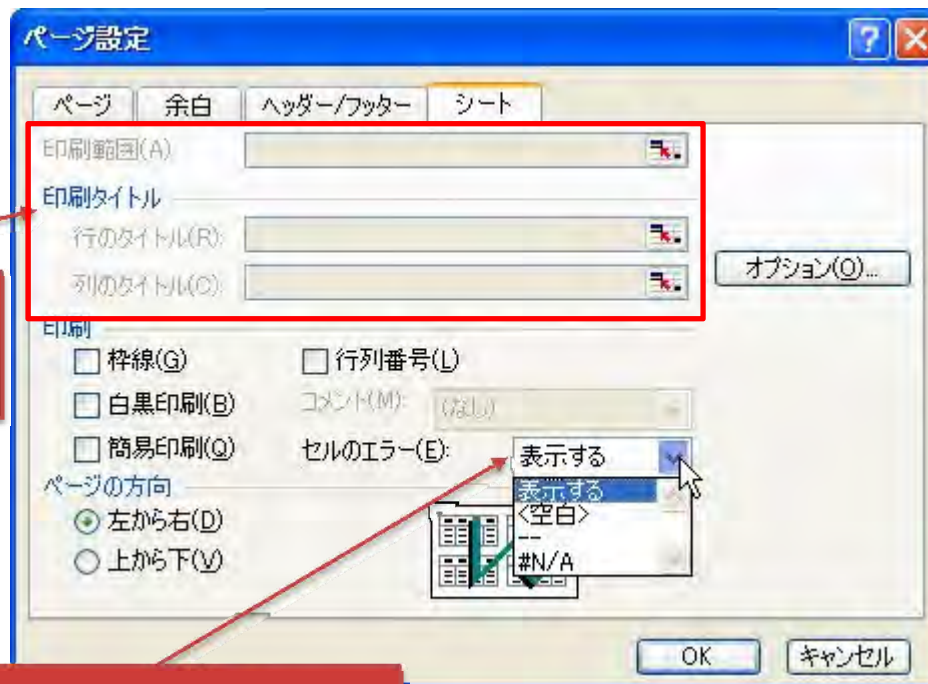 ページ設定
ページ 余白 ヘッダー/フッター シート
印刷範囲(A)
印刷タイトル
行のタイトル(R):
列のタイトル(C):
オプション(O)...
印刷
枠線(G) 行列番号(L)
白黒印刷(B) コメント(M): (なし)
簡易印刷(Q) セルのエラー(E): 表示する
表示する
<空白>
--
#N/A
ページの方向
左から右(D)
上から下(V)
OK キャンセル